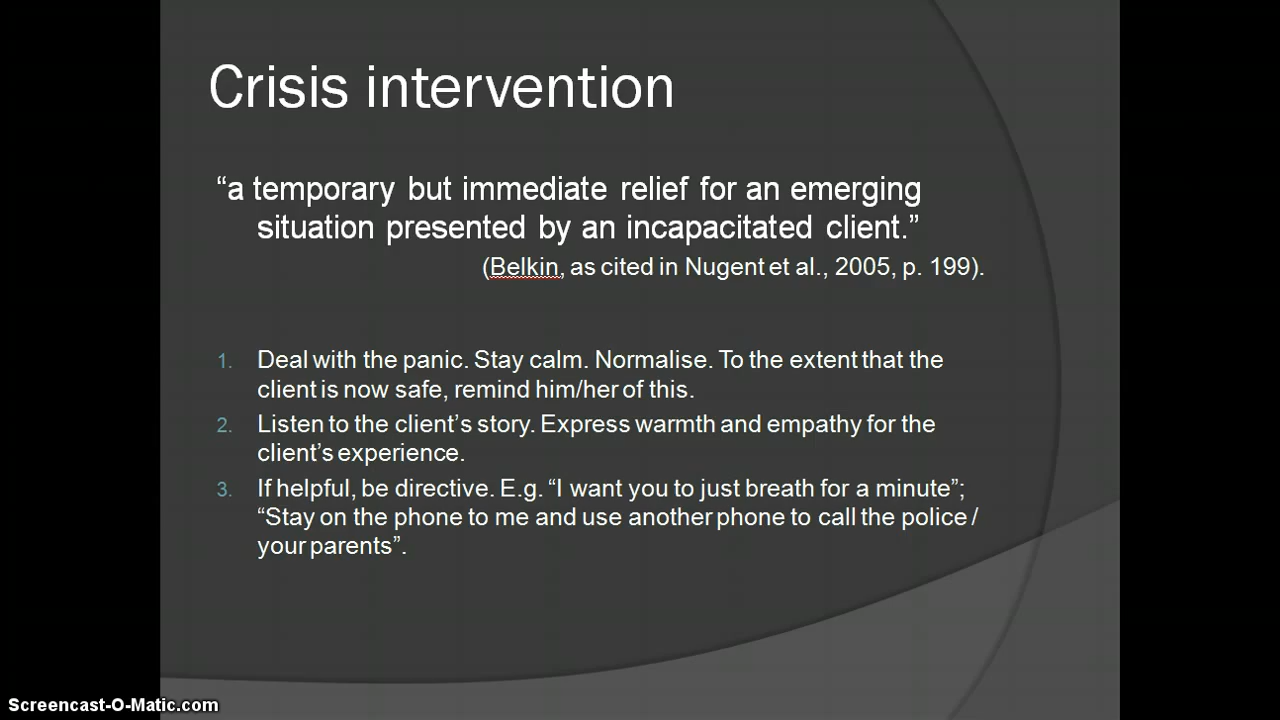 Crisis intervention
“a temporary but immediate relief for an emerging
situation presented by an incapacitated client.”
(Belkin, as cited in Nugent et al., 2005, p. 199).
1. Deal with the panic. Stay calm. Normalise. To the extent that the
client is now safe, remind him/her of this.
2. Listen to the client’s story. Express warmth and empathy for the
client’s experience.
3. If helpful, be directive. E.g. “I want you to just breath for a minute”;
“Stay on the phone to me and use another phone to call the police /
your parents”.
Screencast-O-Matic.com